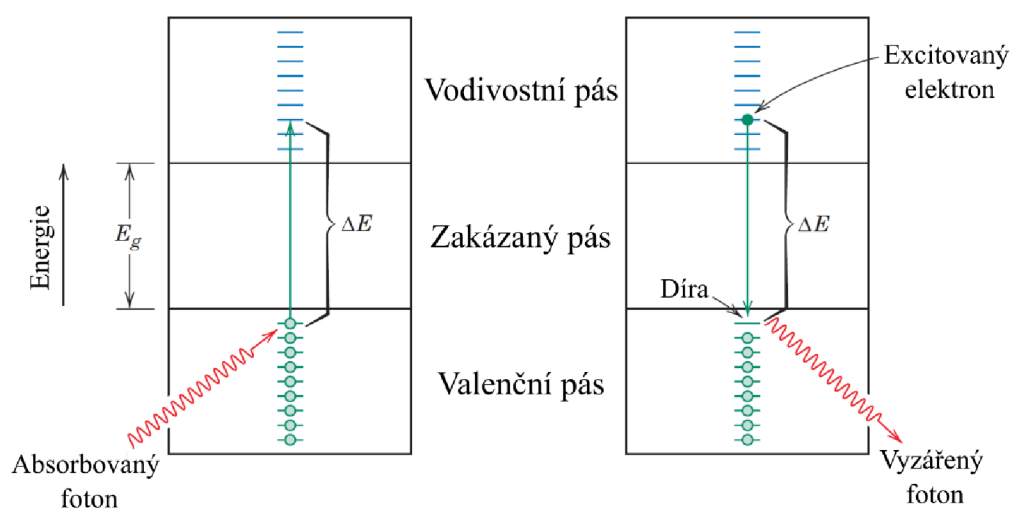 Vodivostní pás
Excitovaný
elektron
Energie
E_g
ΔE
Zakázaný pás
ΔE
Díra
Valenční pás
Absorbovaný
foton
Vyzářený
foton